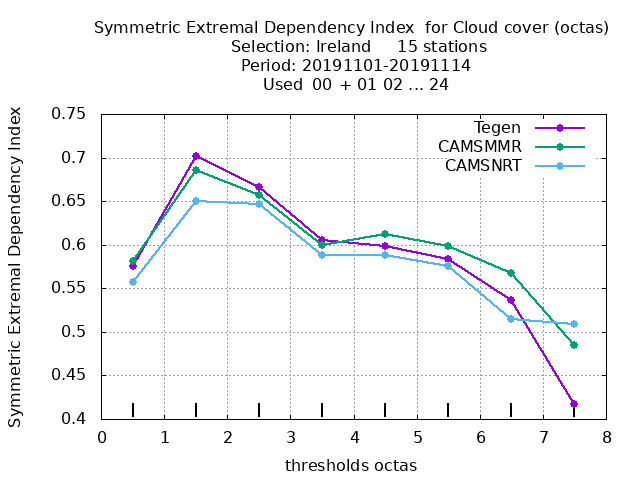 Symmetric Extremal Dependency Index  for Cloud cover (octas)
Selection: Ireland     15 stations
Period: 20191101-20191114
Used  00  + 01 02 ... 24
Symmetric Extremal Dependency Index
0.75
0.7
0.65
0.6
0.55
0.5
0.45
0.4
Tegen
CAMSMMR
CAMSNRT
0 1 2 3 4 5 6 7 8
thresholds octas